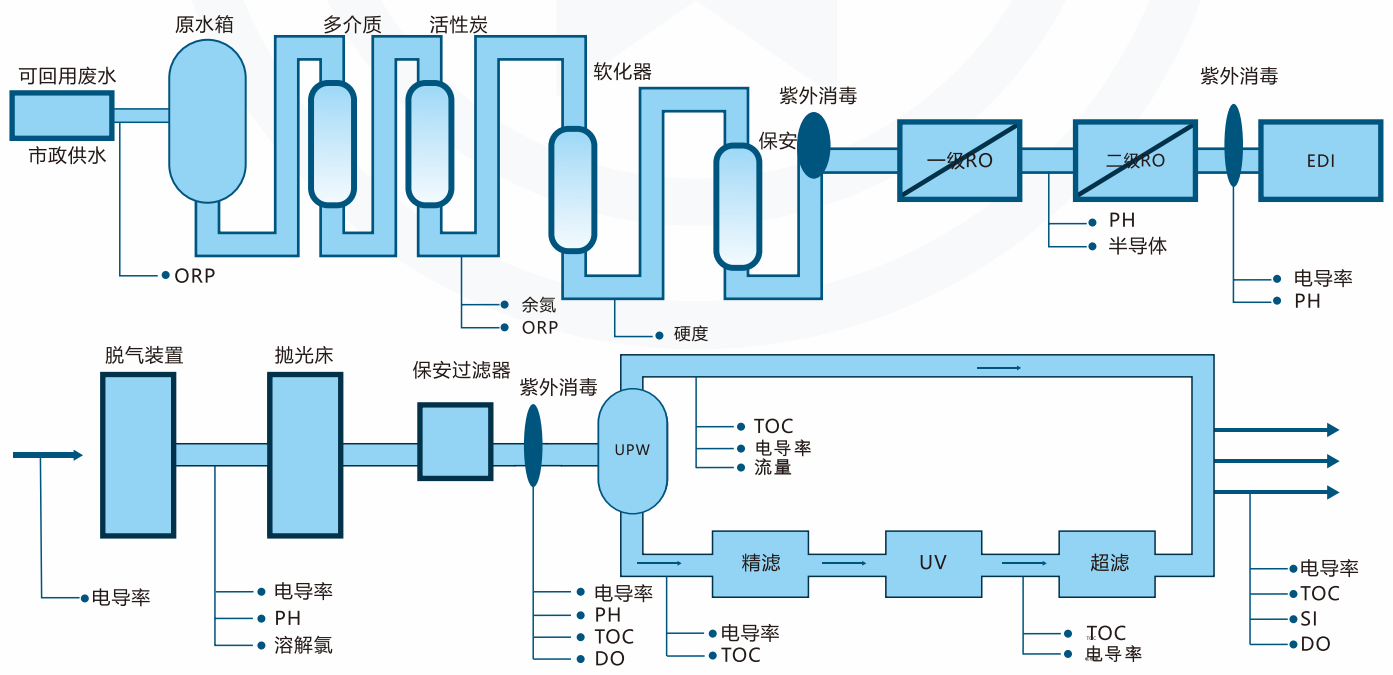 原水箱
多介质
活性炭
可回用废水
市政供水
软化器
紫外消毒
保安
一级RO
二级RO
紫外消毒
EDI
ORP
余氮
ORP
硬度
PH
半导体
电导率
PH
脱气装置
抛光床
保安过滤器
紫外消毒
UPW
TOC
电导率
流量
精滤
UV
超滤
电导率
电导率
PH
溶解氯
电导率
PH
TOC
DO
电导率
TOC
TOC
电导率
电导率
TOC
SI
DO